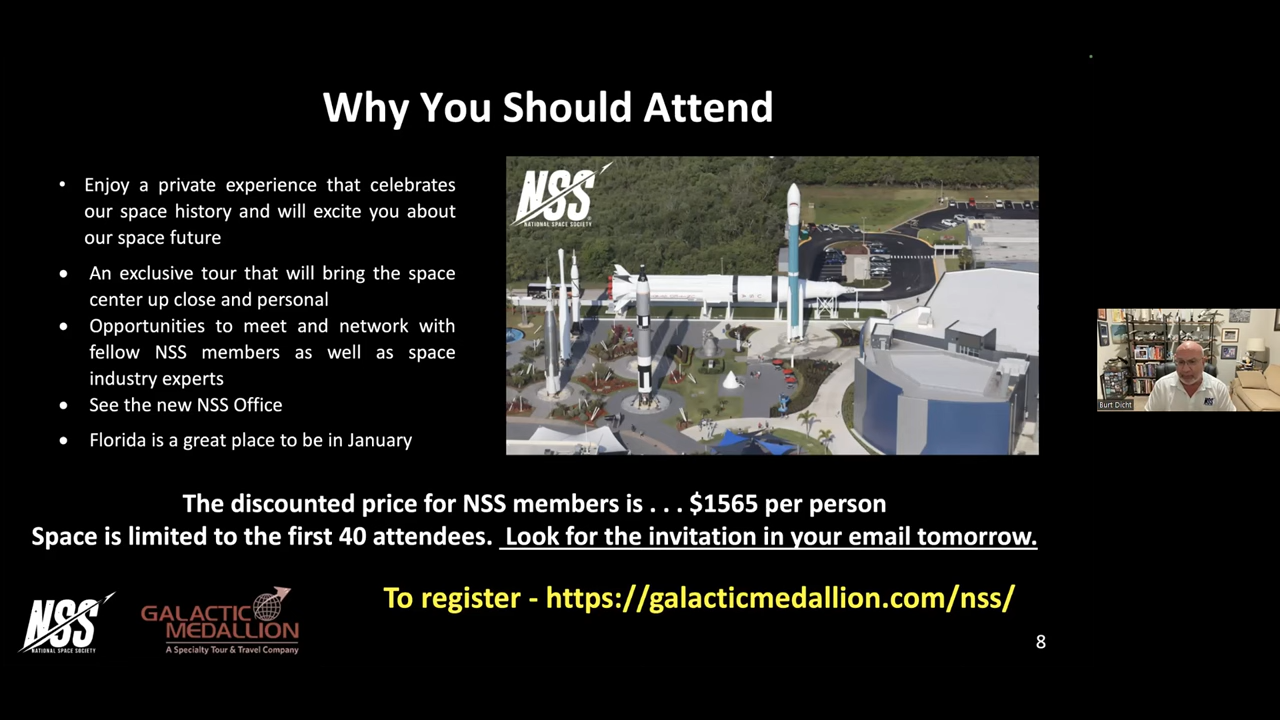 Why You Should Attend
• Enjoy a private experience that celebrates
our space history and will excite you about
our space future
• An exclusive tour that will bring the space
center up close and personal
• Opportunities to meet and network with
fellow NSS members as well as space
industry experts
• See the new NSS Office
• Florida is a great place to be in January
NSS
NATIONAL SPACE SOCIETY
Burt Dicht
The discounted price for NSS members is . . . $1565 per person
Space is limited to the first 40 attendees. Look for the invitation in your email tomorrow.
To register - https://galacticmedallion.com/nss/
NSS
NATIONAL SPACE SOCIETY
GALACTIC
MEDALLION
A Specialty Tour & Travel Company
8